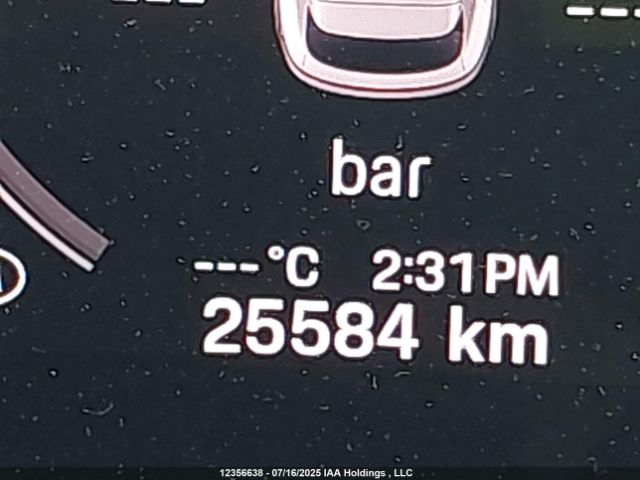 --- ---
bar
---°C 2:31PM
25584 km
12356638 - 07/16/2025 IAA Holdings , LLC